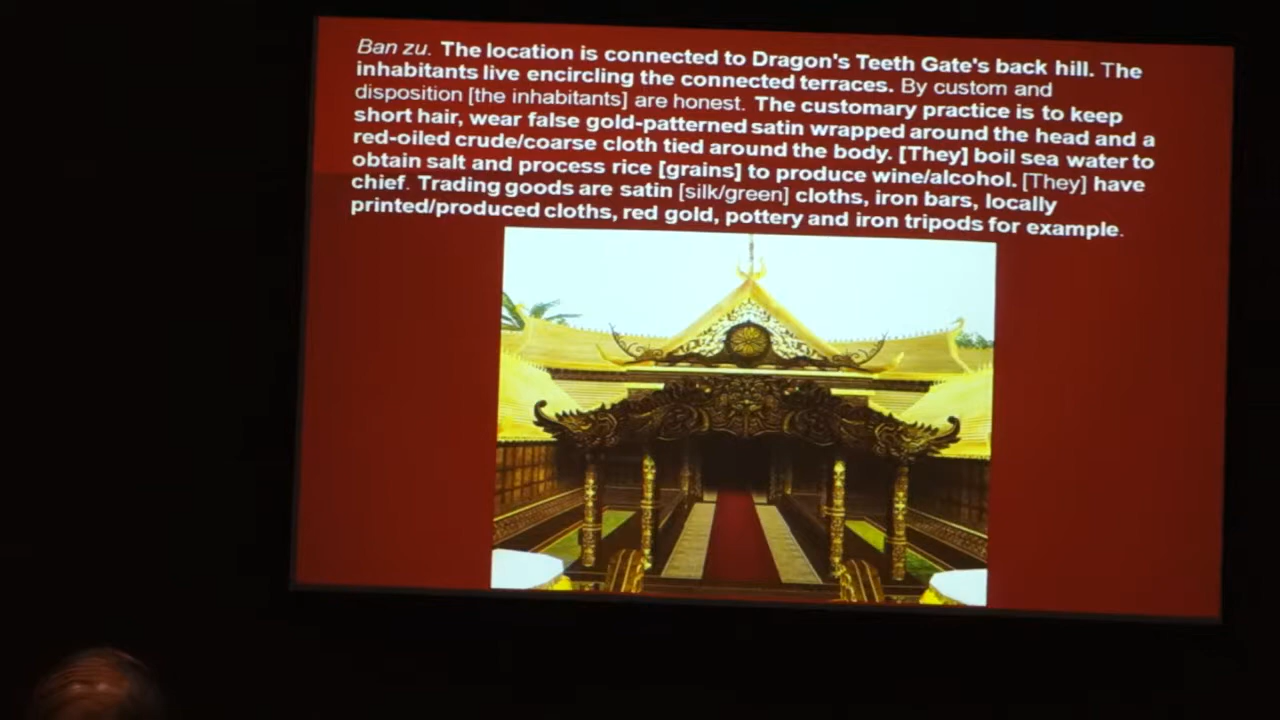 Ban zu. The location is connected to Dragon's Teeth Gate's back hill. The
inhabitants live encircling the connected terraces. By custom and
disposition [the inhabitants] are honest. The customary practice is to keep
short hair, wear false gold-patterned satin wrapped around the head and a
red-oiled crude/coarse cloth tied around the body. [They] boil sea water to
obtain salt and process rice [grains] to produce wine/alcohol. [They] have
chief. Trading goods are satin [silk/green] cloths, iron bars, locally
printed/produced cloths, red gold, pottery and iron tripods for example.